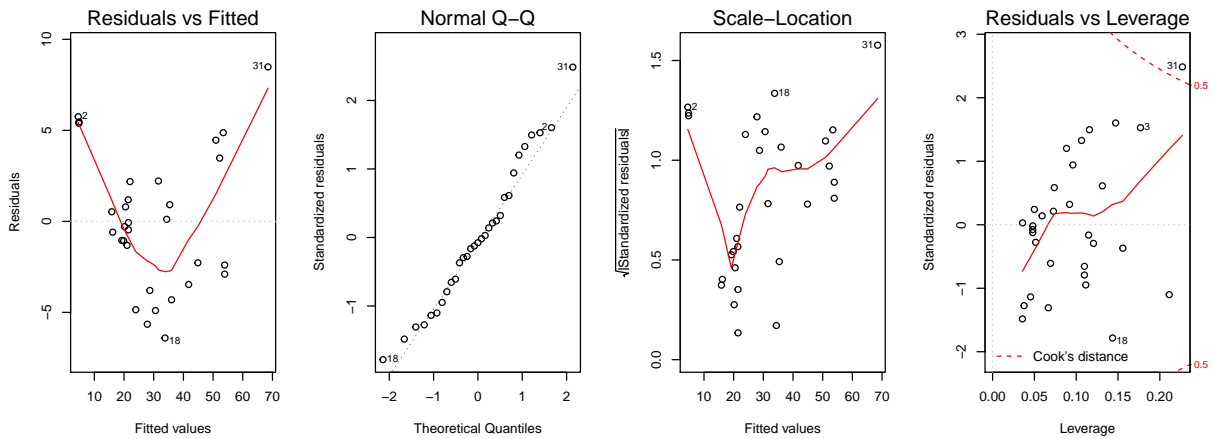 Residuals vs Fitted
10
5
0
−5
Residuals
31
2
18
10 20 30 40 50 60 70
Fitted values
Normal Q−Q
2
1
0
−1
Standardized residuals
31
2
18
−2 −1 0 1 2
Theoretical Quantiles
Scale−Location
1.5
1.0
0.5
0.0
√|Standardized residuals|
31
2
18
10 20 30 40 50 60 70
Fitted values
Residuals vs Leverage
3
2
1
0
−1
−2
Standardized residuals
31
3
18
0.5
0.5
Cook's distance
0.00 0.05 0.10 0.15 0.20
Leverage